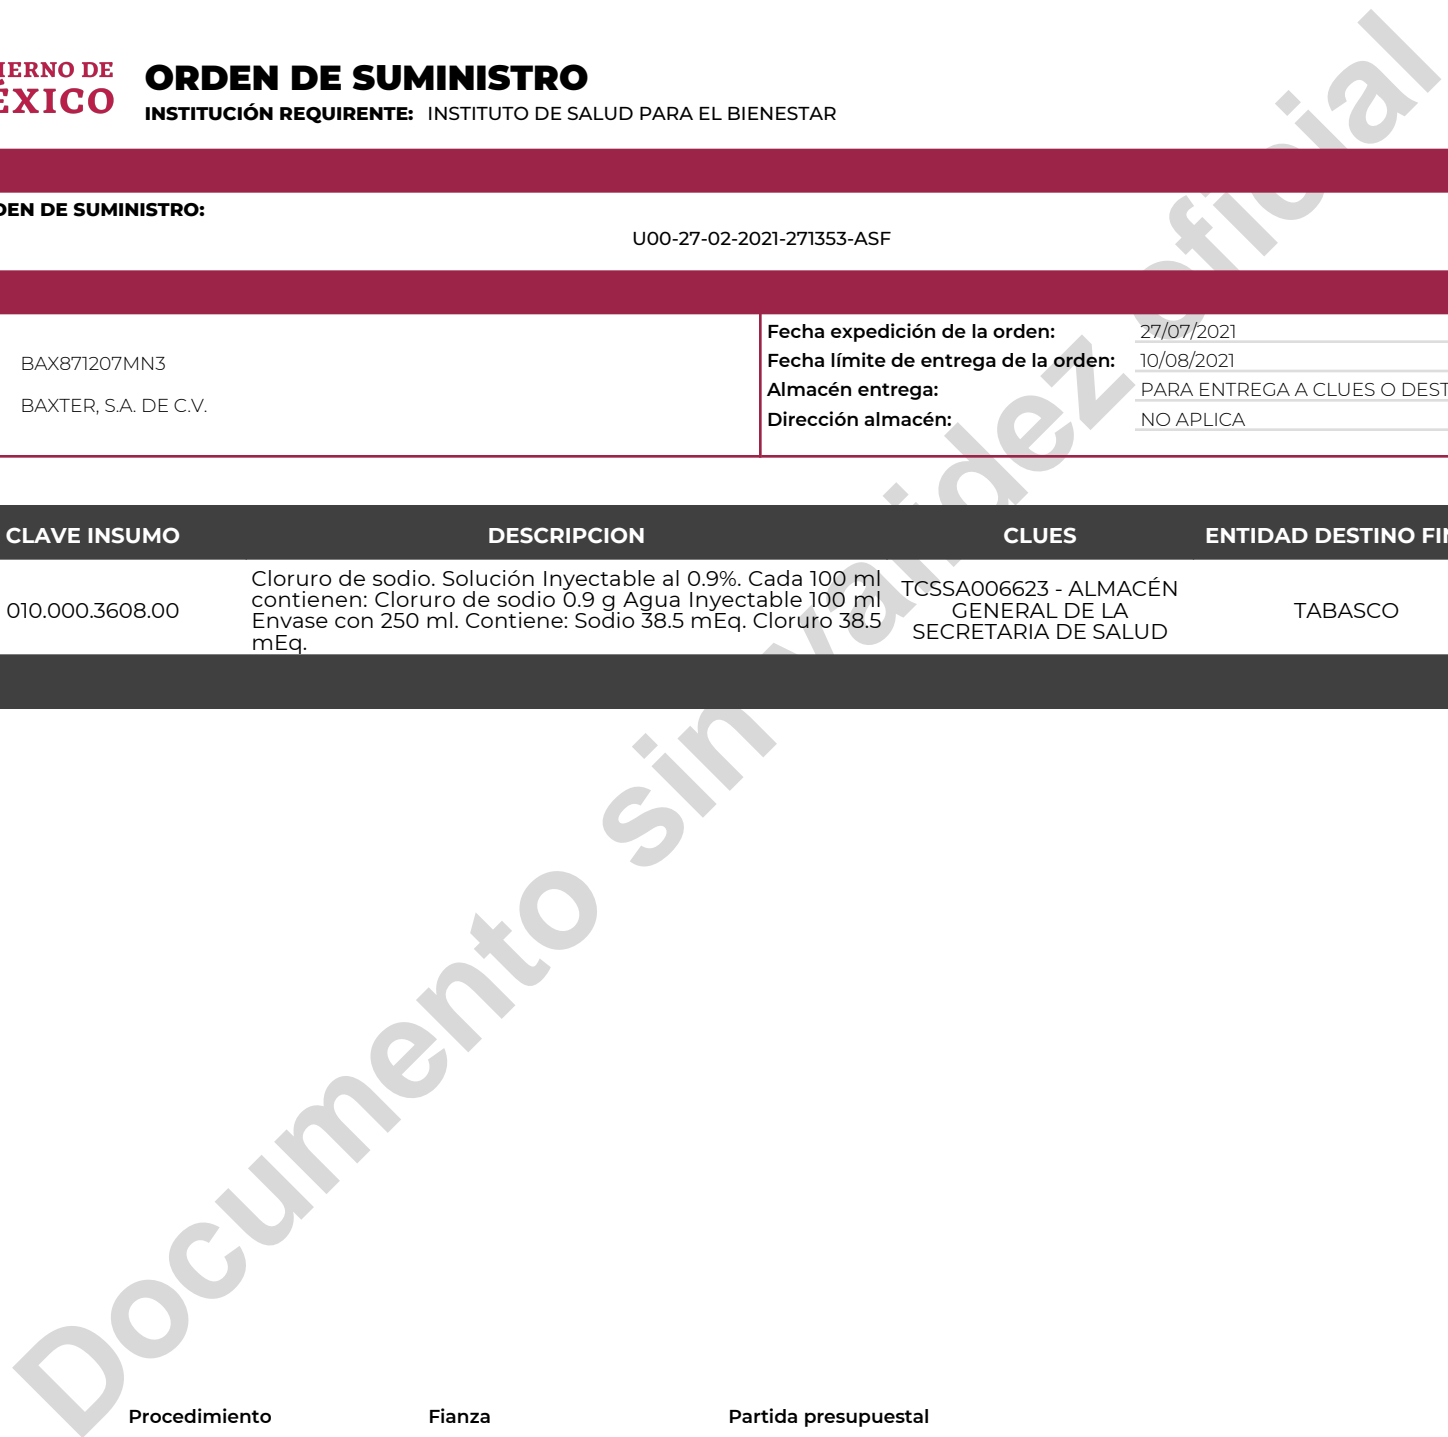 IERNO DE
ÉXICO
ORDEN DE SUMINISTRO
INSTITUCIÓN REQUIRENTE: INSTITUTO DE SALUD PARA EL BIENESTAR
DEN DE SUMINISTRO:
U00-27-02-2021-271353-ASF
BAX871207MN3
BAXTER, S.A. DE C.V.
Fecha expedición de la orden: 27/07/2021
Fecha límite de entrega de la orden: 10/08/2021
Almacén entrega: PARA ENTREGA A CLUES O DEST
Dirección almacén: NO APLICA
CLAVE INSUMO DESCRIPCION CLUES ENTIDAD DESTINO FIN
010.000.3608.00
Cloruro de sodio. Solución Inyectable al 0.9%. Cada 100 ml
contienen: Cloruro de sodio 0.9 g Agua Inyectable 100 ml
Envase con 250 ml. Contiene: Sodio 38.5 mEq. Cloruro 38.5
mEq.
TCSSA006623 - ALMACÉN
GENERAL DE LA
SECRETARIA DE SALUD
TABASCO
Documento sin validez oficial
Procedimiento Fianza Partida presupuestal